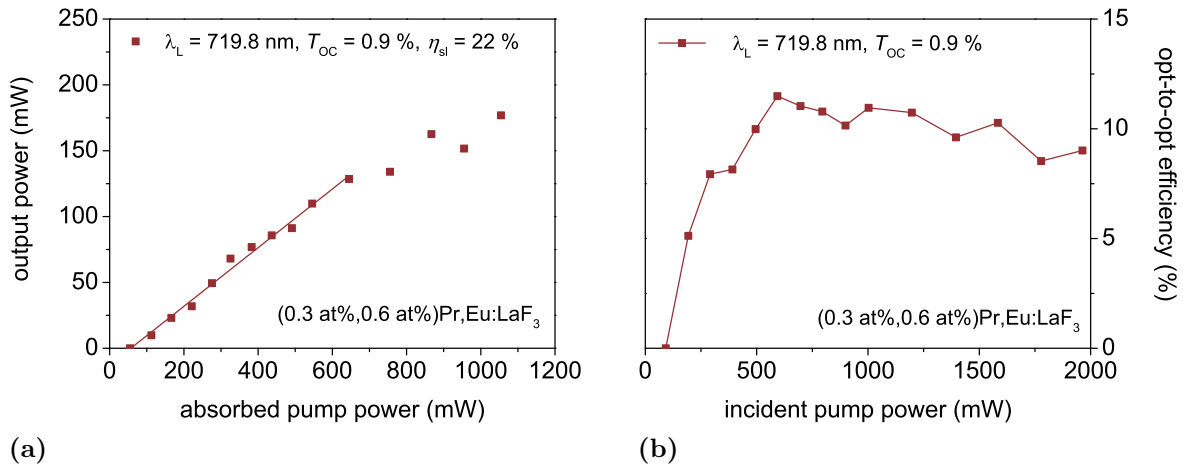 250
200
150
100
50
0
output power (mW)
λL = 719.8 nm, TOC = 0.9 %, ηsl = 22 %
(0.3 at%,0.6 at%)Pr,Eu:LaF3
0 200 400 600 800 1000 1200
absorbed pump power (mW)
(a)
λL = 719.8 nm, TOC = 0.9 %
(0.3 at%,0.6 at%)Pr,Eu:LaF3
15
10
5
0
opt-to-opt efficiency (%)
0 500 1000 1500 2000
incident pump power (mW)
(b)